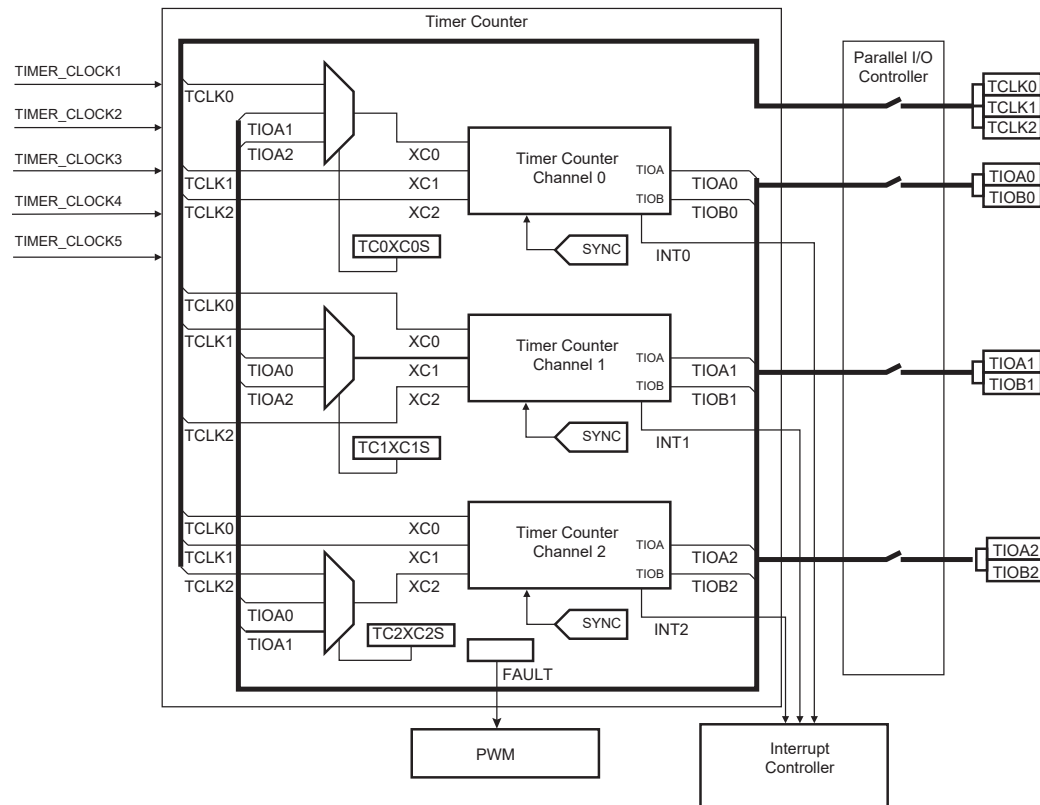 Timer Counter
Parallel I/O
Controller
TIMER_CLOCK1
TIMER_CLOCK2
TIMER_CLOCK3
TIMER_CLOCK4
TIMER_CLOCK5
TCLK0
TIOA1
TIOA2
TCLK1
TCLK2
XC0
XC1
XC2
TC0XC0S
Timer Counter
Channel 0
TIOA
TIOB
TIOA0
TIOB0
SYNC
INT0
TCLK0
TCLK1
TIOA0
TIOA2
TCLK2
XC0
XC1
XC2
TC1XC1S
Timer Counter
Channel 1
TIOA
TIOB
TIOA1
TIOB1
SYNC
INT1
TCLK0
TCLK1
TCLK2
TIOA0
TIOA1
XC0
XC1
XC2
TC2XC2S
Timer Counter
Channel 2
TIOA
TIOB
TIOA2
TIOB2
SYNC
INT2
FAULT
PWM
Interrupt
Controller
TCLK0
TCLK1
TCLK2
TIOA0
TIOB0
TIOA1
TIOB1
TIOA2
TIOB2